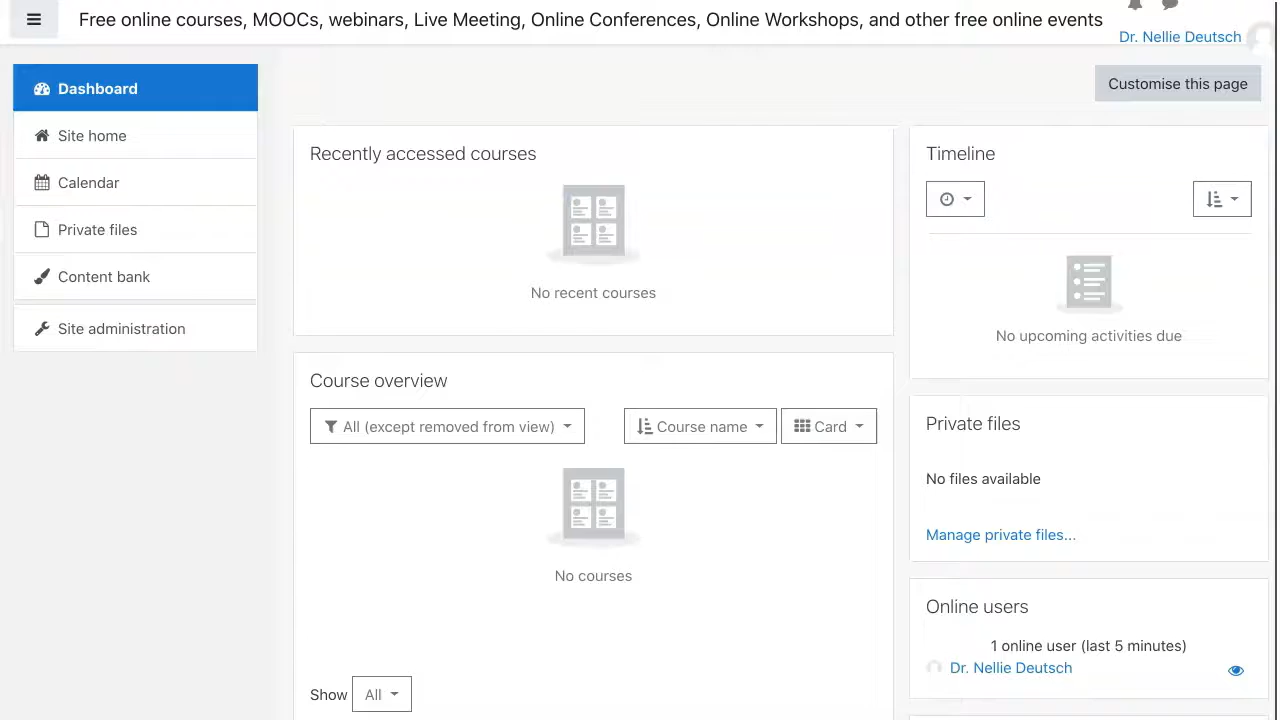 Free online courses, MOOCs, webinars, Live Meeting, Online Conferences, Online Workshops, and other free online events
Dr. Nellie Deutsch
Dashboard
Site home
Calendar
Private files
Content bank
Site administration
Customise this page
Recently accessed courses
No recent courses
Course overview
All (except removed from view)
Course name
Card
No courses
Show All
Timeline
No upcoming activities due
Private files
No files available
Manage private files...
Online users
1 online user (last 5 minutes)
Dr. Nellie Deutsch